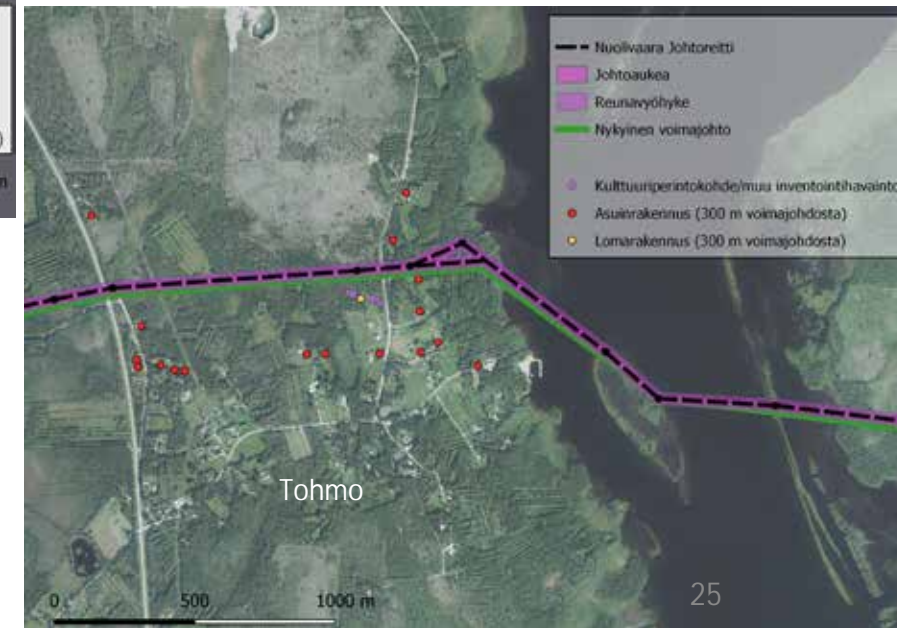 Nuolivaara Johtoreitti
Johtoaukea
Reunavyöhyke
Nykyinen voimajohto
Kulttuuriperintokohde/muu inventointihavainto
Asuinrakennus (300 m voimajohdosta)
Lomarakennus (300 m voimajohdosta)
Tohmo
0 500 1000 m
25